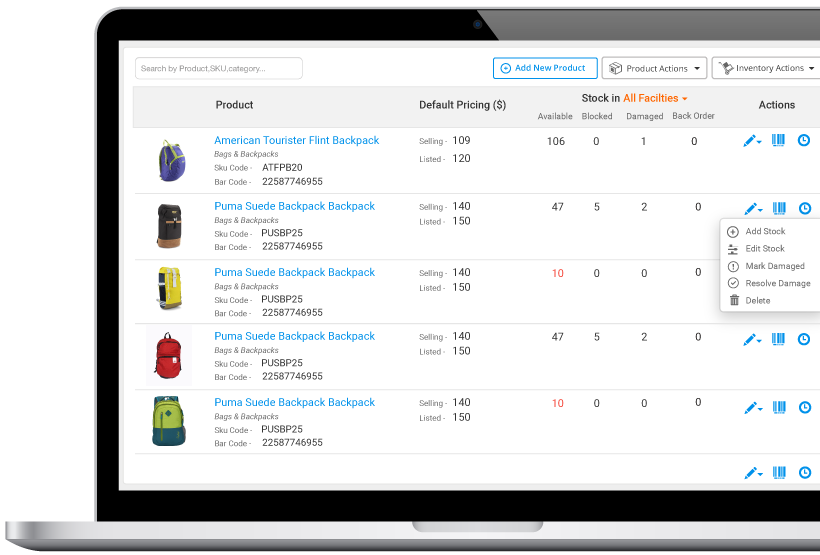 Search by Product,SKU,category...
Add New Product
Product Actions
Inventory Actions
Product
Default Pricing ($)
Stock in All Facilties
Actions
Available Blocked Damaged Back Order
American Tourister Flint Backpack
Bags & Backpacks
Sku Code - ATFPB20
Bar Code - 22587746955
Selling - 109
Listed - 120
106 0 1 0
Puma Suede Backpack Backpack
Bags & Backpacks
Sku Code - PUSBP25
Bar Code - 22587746955
Selling - 140
Listed - 150
47 5 2 0
Add Stock
Edit Stock
Mark Damaged
Resolve Damage
Delete
Puma Suede Backpack Backpack
Bags & Backpacks
Sku Code - PUSBP25
Bar Code - 22587746955
Selling - 140
Listed - 150
10 0 0 0
Puma Suede Backpack Backpack
Bags & Backpacks
Sku Code - PUSBP25
Bar Code - 22587746955
Selling - 140
Listed - 150
47 5 2 0
Puma Suede Backpack Backpack
Bags & Backpacks
Sku Code - PUSBP25
Bar Code - 22587746955
Selling - 140
Listed - 150
10 0 0 0